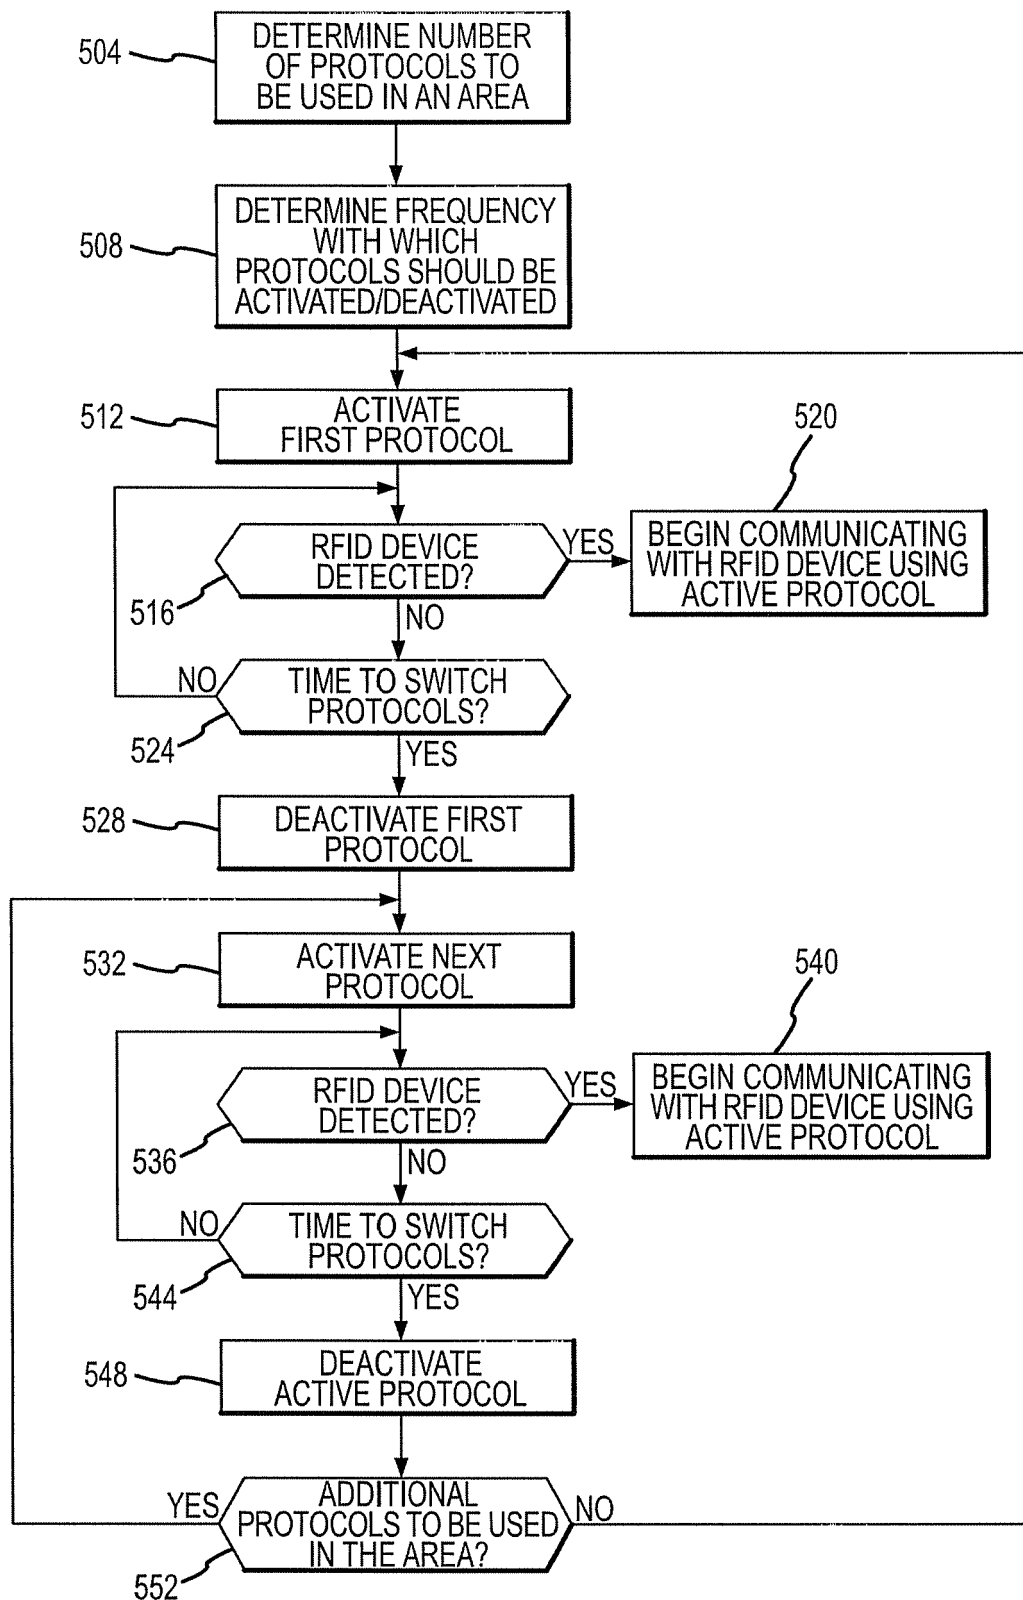 504
DETERMINE NUMBER
OF PROTOCOLS TO
BE USED IN AN AREA
508
DETERMINE FREQUENCY
WITH WHICH
PROTOCOLS SHOULD BE
ACTIVATED/DEACTIVATED
512
ACTIVATE
FIRST PROTOCOL
516
RFID DEVICE
DETECTED?
YES
NO
520
BEGIN COMMUNICATING
WITH RFID DEVICE USING
ACTIVE PROTOCOL
524
TIME TO SWITCH
PROTOCOLS?
NO
YES
528
DEACTIVATE FIRST
PROTOCOL
532
ACTIVATE NEXT
PROTOCOL
536
RFID DEVICE
DETECTED?
YES
NO
540
BEGIN COMMUNICATING
WITH RFID DEVICE USING
ACTIVE PROTOCOL
544
TIME TO SWITCH
PROTOCOLS?
NO
YES
548
DEACTIVATE
ACTIVE PROTOCOL
552
ADDITIONAL
PROTOCOLS TO BE USED
IN THE AREA?
YES
NO